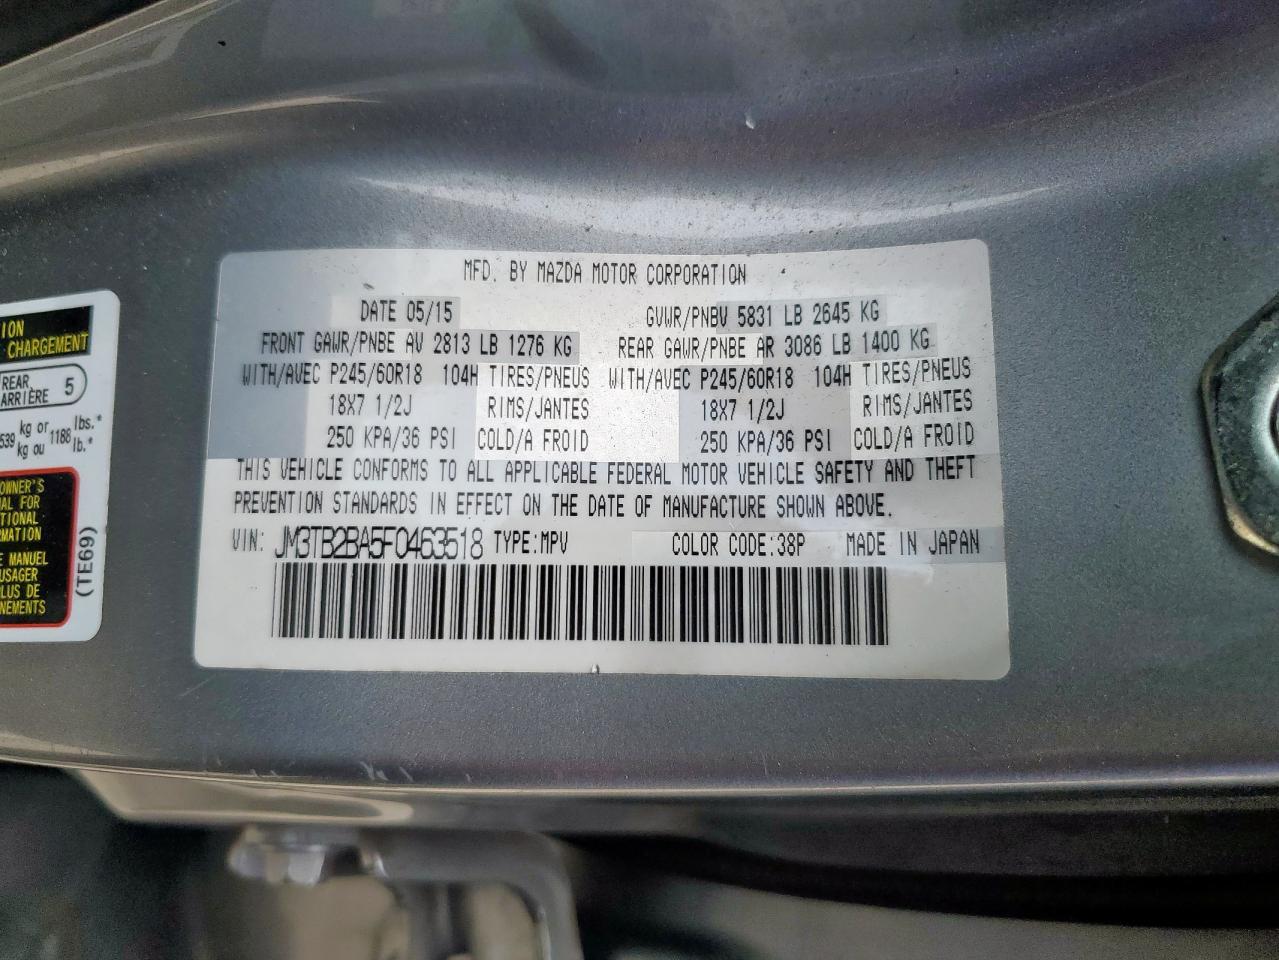 MFD. BY MAZDA MOTOR CORPORATION
DATE 05/15 GVWR/PNBV 5831 LB 2645 KG
FRONT GAWR/PNBE AV 2813 LB 1276 KG REAR GAWR/PNBE AR 3086 LB 1400 KG
WITH/AVEC P245/60R18 104H TIRES/PNEUS WITH/AVEC P245/60R18 104H TIRES/PNEUS
18X7 1/2J RIMS/JANTES 18X7 1/2J RIMS/JANTES
250 KPA/36 PSI COLD/A FROID 250 KPA/36 PSI COLD/A FROID
THIS VEHICLE CONFORMS TO ALL APPLICABLE FEDERAL MOTOR VEHICLE SAFETY AND THEFT
PREVENTION STANDARDS IN EFFECT ON THE DATE OF MANUFACTURE SHOWN ABOVE.
VIN: JM3TB2BA5F0463518 TYPE:MPV COLOR CODE:38P MADE IN JAPAN
CHARGEMENT
REAR 5
ARRIÈRE
539 kg or 1188 lbs.*
kg ou lb.*
OWNER'S
FOR
MANUEL
USAGER
PLUS DE
(TE69)